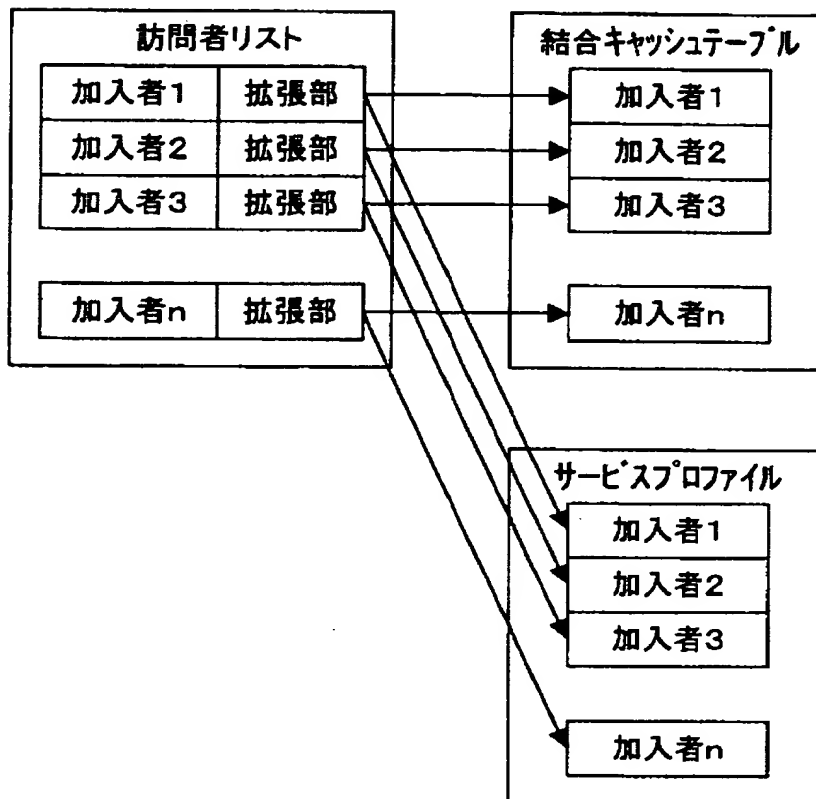 訪問者リスト
加入者1 拡張部
加入者2 拡張部
加入者3 拡張部
加入者n 拡張部
結合キャッシュテーブル
加入者1
加入者2
加入者3
加入者n
サービスプロファイル
加入者1
加入者2
加入者3
加入者n